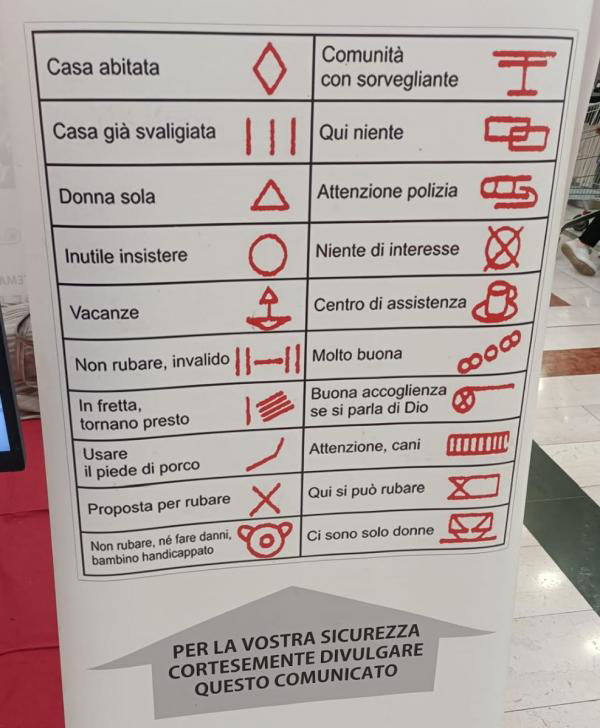 Casa abitata
Comunità
con sorvegliante
Casa già svaligiata
Qui niente
Donna sola
Attenzione polizia
Inutile insistere
Niente di interesse
Vacanze
Centro di assistenza
Non rubare, invalido
Molto buona
In fretta,
tornano presto
Buona accoglienza
se si parla di Dio
Usare
il piede di porco
Attenzione, cani
Proposta per rubare
Qui si può rubare
Non rubare, né fare danni,
bambino handicappato
Ci sono solo donne
PER LA VOSTRA SICUREZZA
CORTESEMENTE DIVULGARE
QUESTO COMUNICATO